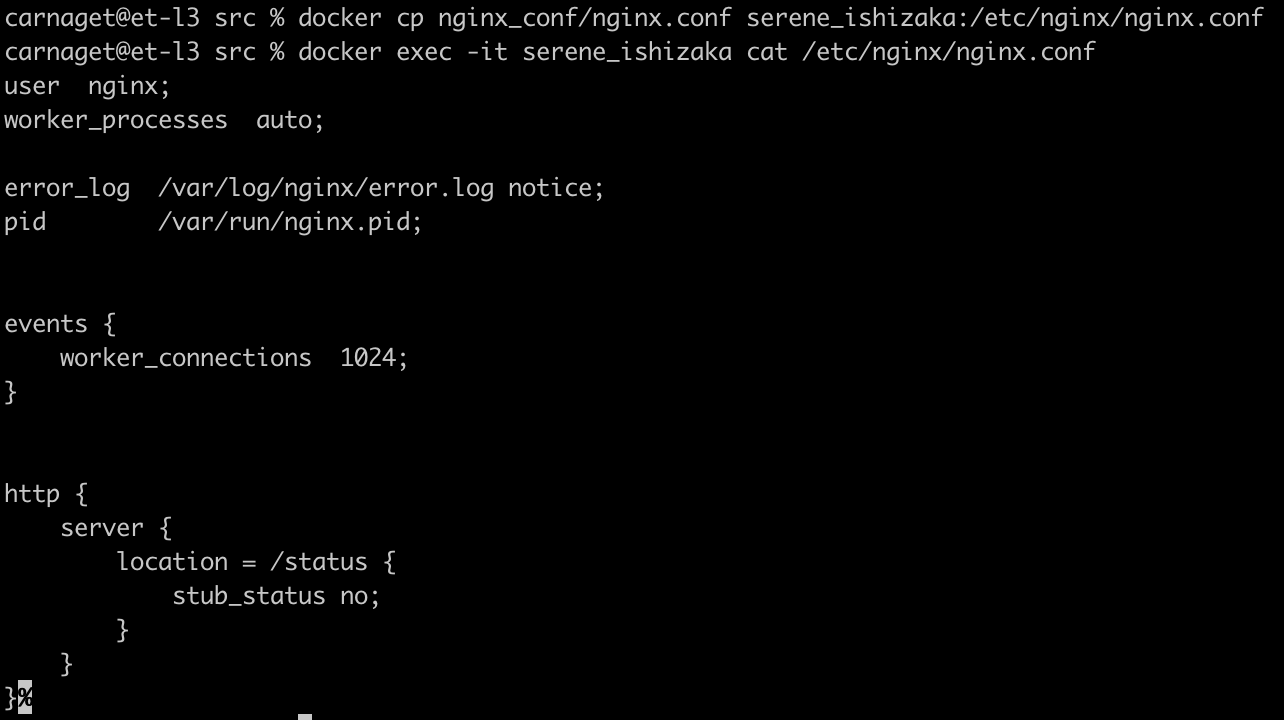 carnaget@et-l3 src % docker cp nginx_conf/nginx.conf serene_ishizaka:/etc/nginx/nginx.conf
carnaget@et-l3 src % docker exec -it serene_ishizaka cat /etc/nginx/nginx.conf
user  nginx;
worker_processes  auto;

error_log  /var/log/nginx/error.log notice;
pid        /var/run/nginx.pid;


events {
    worker_connections  1024;
}


http {
    server {
        location = /status {
            stub_status no;
        }
    }
}%